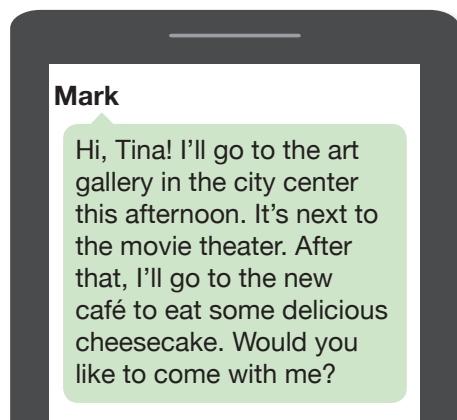 Mark
Hi, Tina! I’ll go to the art
gallery in the city center
this afternoon. It’s next to
the movie theater. After
that, I’ll go to the new
café to eat some delicious
cheesecake. Would you
like to come with me?